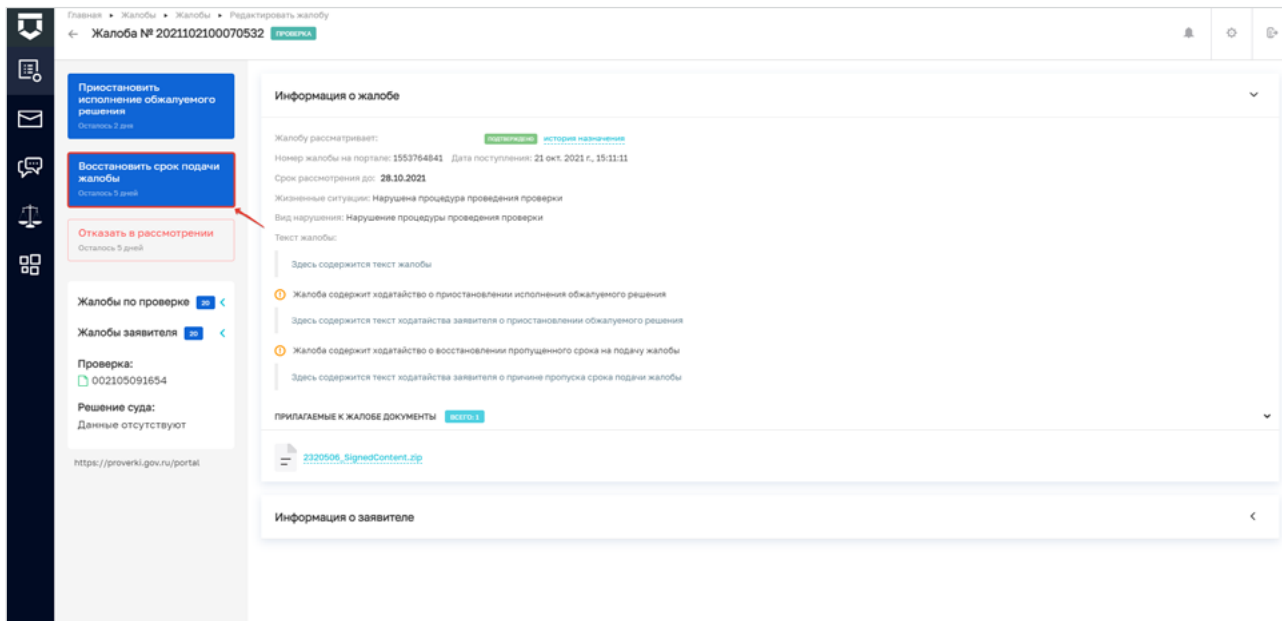 Главная ▸ Жалобы ▸ Жалобы ▸ Редактировать жалобу
← Жалоба № 2021102100070532 ПРОВЕРКА
Приостановить
исполнение обжалуемого
решения
Осталось 2 дня
Восстановить срок подачи
жалобы
Осталось 5 дней
Отказать в рассмотрении
Осталось 5 дней
Жалобы по проверке 20
Жалобы заявителя 20
Проверка:
002105091654
Решение суда:
Данные отсутствуют
https://proverki.gov.ru/portal
Информация о жалобе
Жалобу рассматривает: ПОДТВЕРЖДЕНО история назначения
Номер жалобы на портале: 1553764841 Дата поступления: 21 окт. 2021 г., 15:11:11
Срок рассмотрения до: 28.10.2021
Жизненные ситуации: Нарушена процедура проведения проверки
Вид нарушения: Нарушение процедуры проведения проверки
Текст жалобы:
Здесь содержится текст жалобы
Жалоба содержит ходатайство о приостановлении исполнения обжалуемого решения
Здесь содержится текст ходатайства заявителя о приостановлении обжалуемого решения
Жалоба содержит ходатайство о восстановлении пропущенного срока на подачу жалобы
Здесь содержится текст ходатайства заявителя о причине пропуска срока подачи жалобы
ПРИЛАГАЕМЫЕ К ЖАЛОБЕ ДОКУМЕНТЫ ВСЕГО: 1
2320506_SignedContent.zip
Информация о заявителе